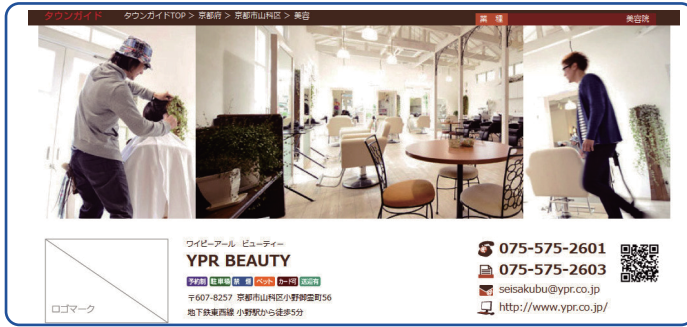 タウンガイド
タウンガイドTOP > 京都府 > 京都市山科区 > 美容
業 種
美容院
ロゴマーク
ワイピーアール ビューティー
YPR BEAUTY
予約制 駐車場 禁 煙 ペット カード可 送迎有
〒607-8257 京都市山科区小野御霊町56
地下鉄東西線 小野駅から徒歩5分
075-575-2601
075-575-2603
seisakubu@ypr.co.jp
http://www.ypr.co.jp/